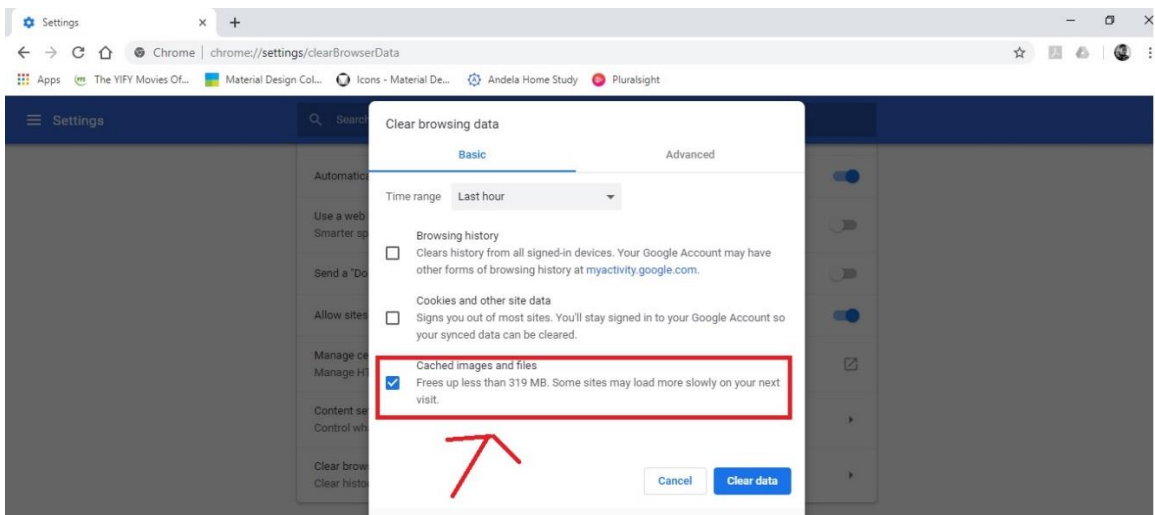 Settings
Chrome | chrome://settings/clearBrowserData
Apps The YIFY Movies Of... Material Design Col... Icons - Material De... Andela Home Study Pluralsight
Settings
Search
Clear browsing data
Basic Advanced
Automatica
Time range Last hour
Use a web
Smarter sp
Browsing history
Clears history from all signed-in devices. Your Google Account may have
other forms of browsing history at myactivity.google.com.
Send a "Do
Cookies and other site data
Allow sites
Signs you out of most sites. You'll stay signed in to your Google Account so
your synced data can be cleared.
Manage ce
Manage HT
Cached images and files
Frees up less than 319 MB. Some sites may load more slowly on your next
visit.
Content se
Control wh
Clear brow
Clear histo
Cancel Clear data